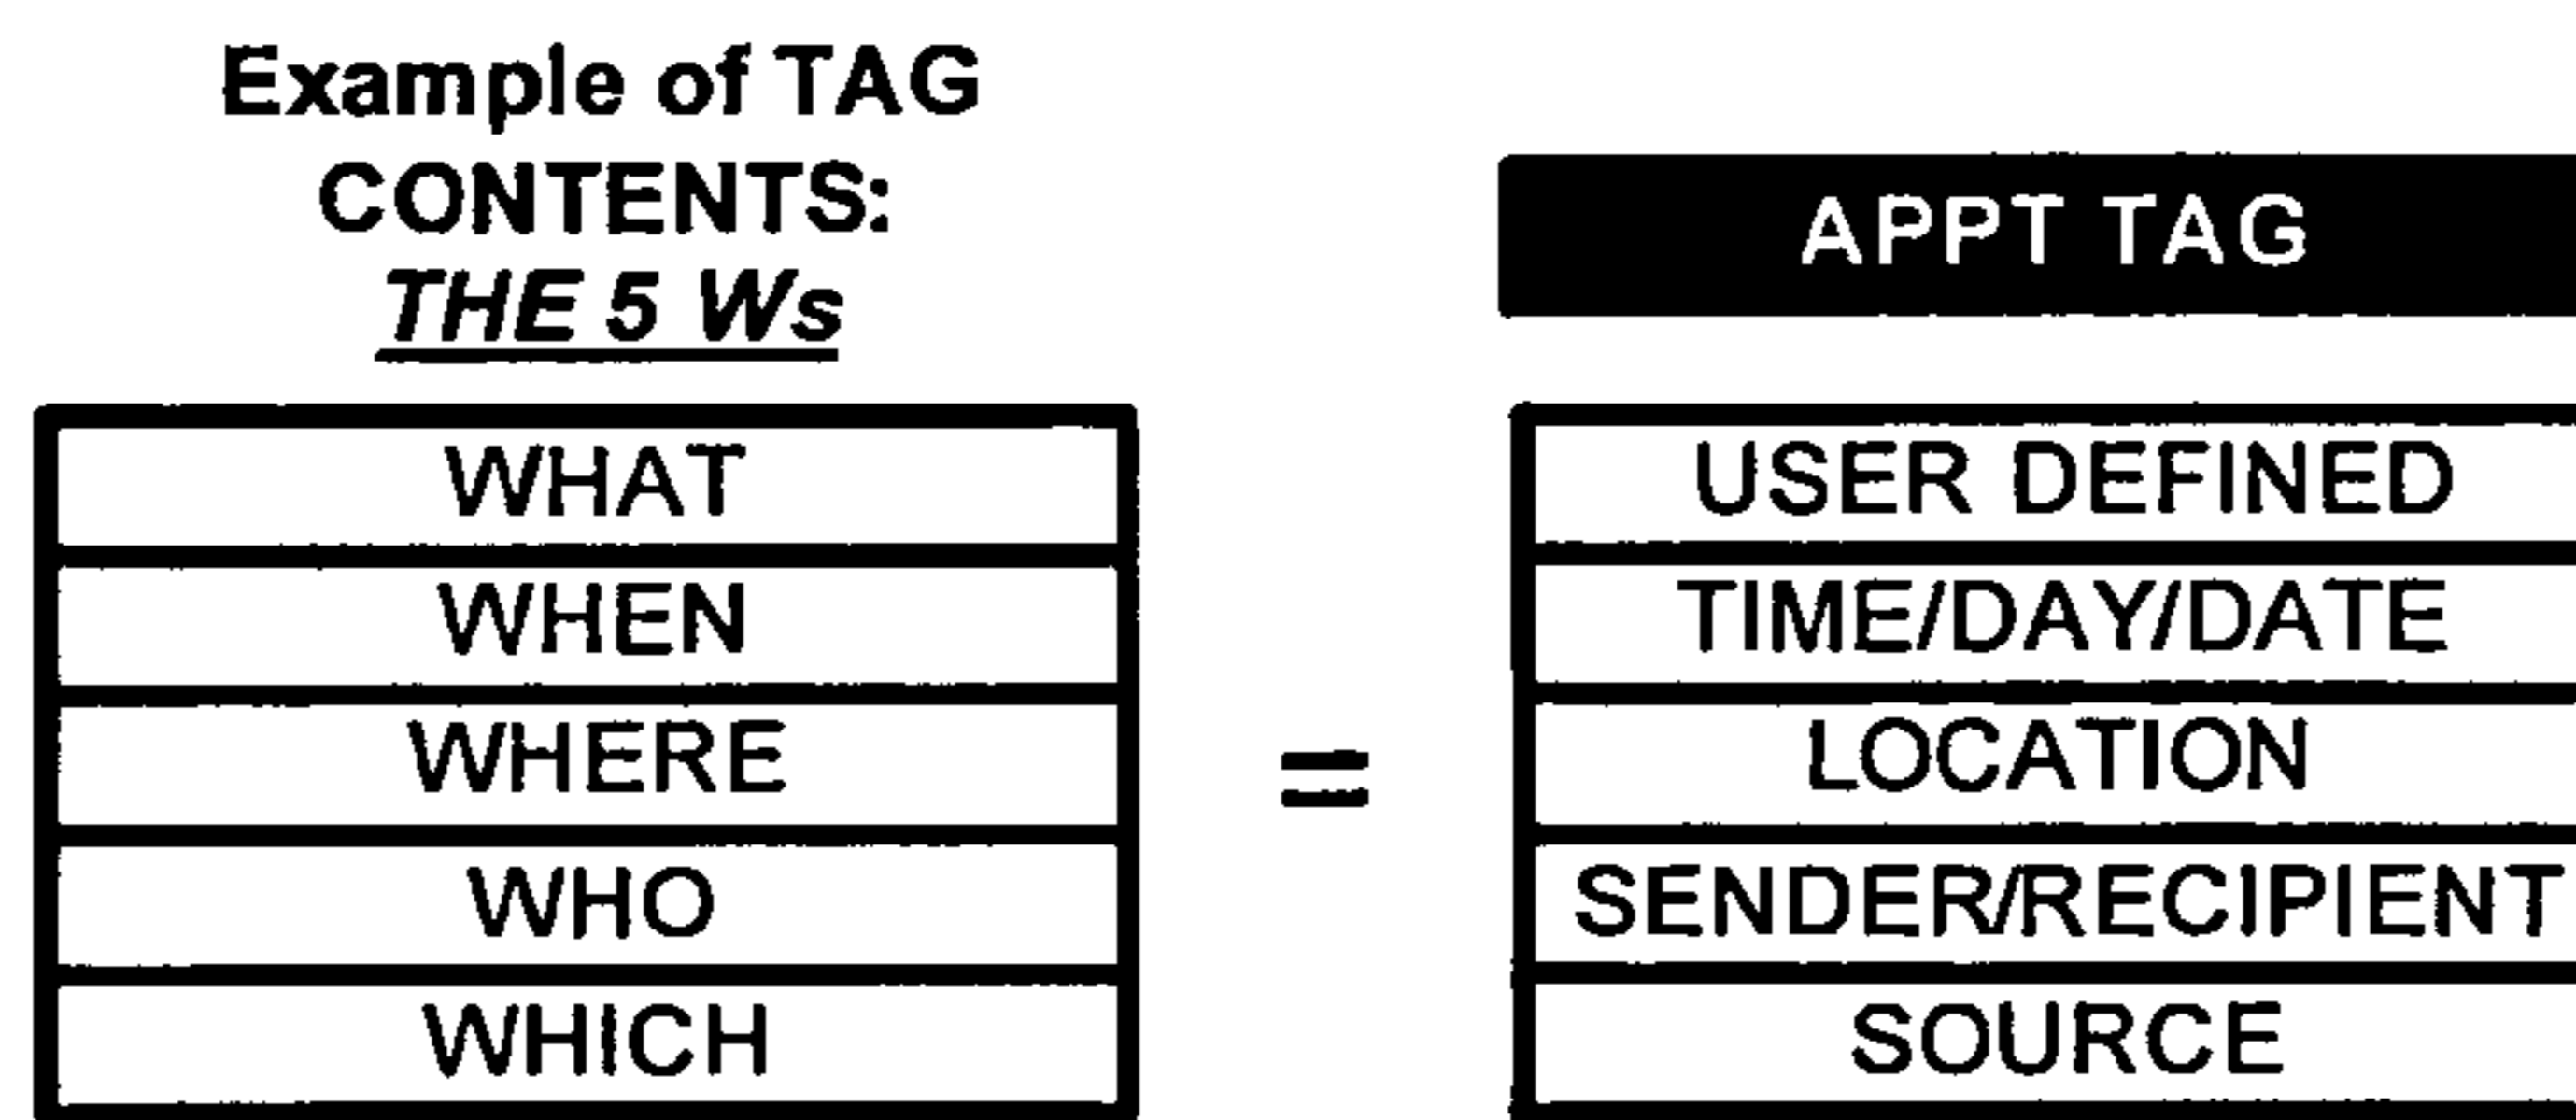 Example of TAG
CONTENTS:
THE 5 Ws
APPT TAG
WHAT
USER DEFINED
WHEN
TIME/DAY/DATE
WHERE
=
LOCATION
WHO
SENDER/RECIPIENT
WHICH
SOURCE